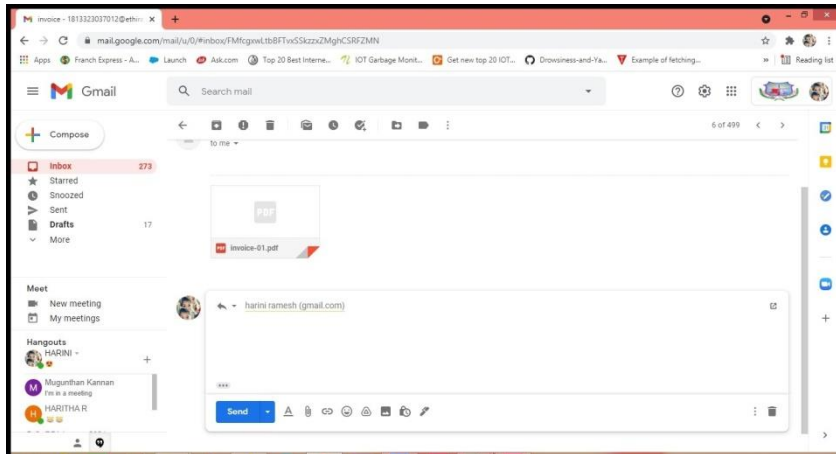 invoice - 1813323037012@ethira
mail.google.com/mail/u/0/#inbox/FMfcgxwLtbBFTvxSSkzzxZMghCSRFZMN
Apps Franch Express - A... Launch Ask.com Top 20 Best Interne... IOT Garbage Monit... Get new top 20 IOT... Drowsiness-and-Ya... Example of fetching... » Reading list
Gmail Search mail
Compose 6 of 499
to me
Inbox 273
Starred
Snoozed
Sent
Drafts 17
More
PDF
PDF invoice-01.pdf
Meet
New meeting
My meetings
harini ramesh (gmail.com)
Hangouts
HARINI
M Mugunthan Kannan
I'm in a meeting
H HARITHA R
Send